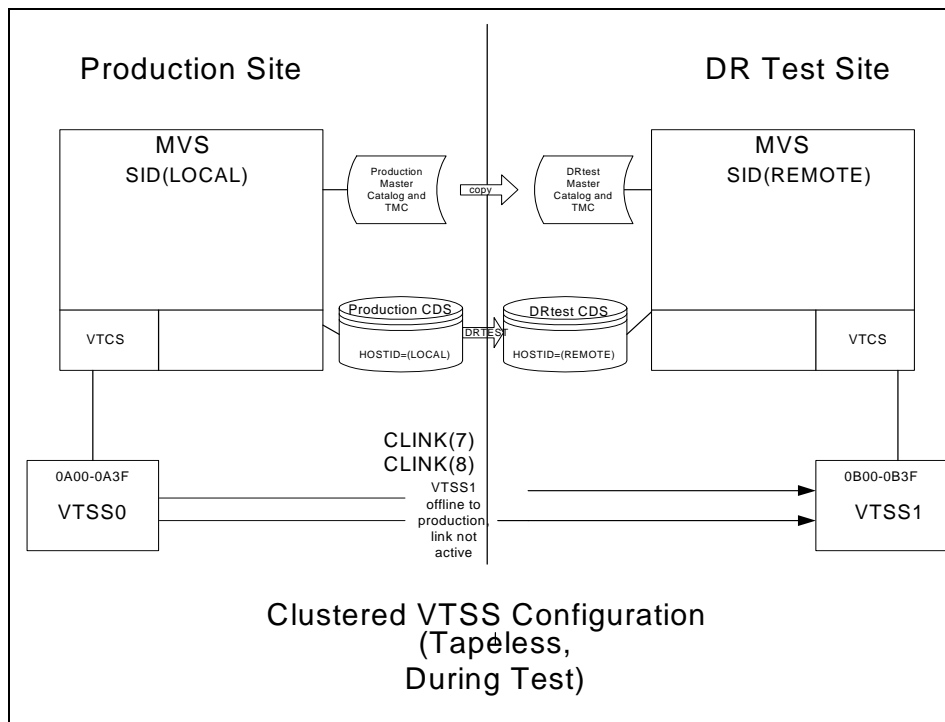 Production Site
DR Test Site
MVS
SID(LOCAL)
Production
Master
Catalog and
TMC
copy
DRtest
Master
Catalog and
TMC
MVS
SID(REMOTE)
VTCS
Production CDS
HOSTID=(LOCAL)
DRTEST
DRtest CDS
HOSTID=(REMOTE)
VTCS
CLINK(7)
CLINK(8)
VTSS1
offline to
production,
link not
active
0A00-0A3F
VTSS0
0B00-0B3F
VTSS1
Clustered VTSS Configuration
(Tapeless,
During Test)